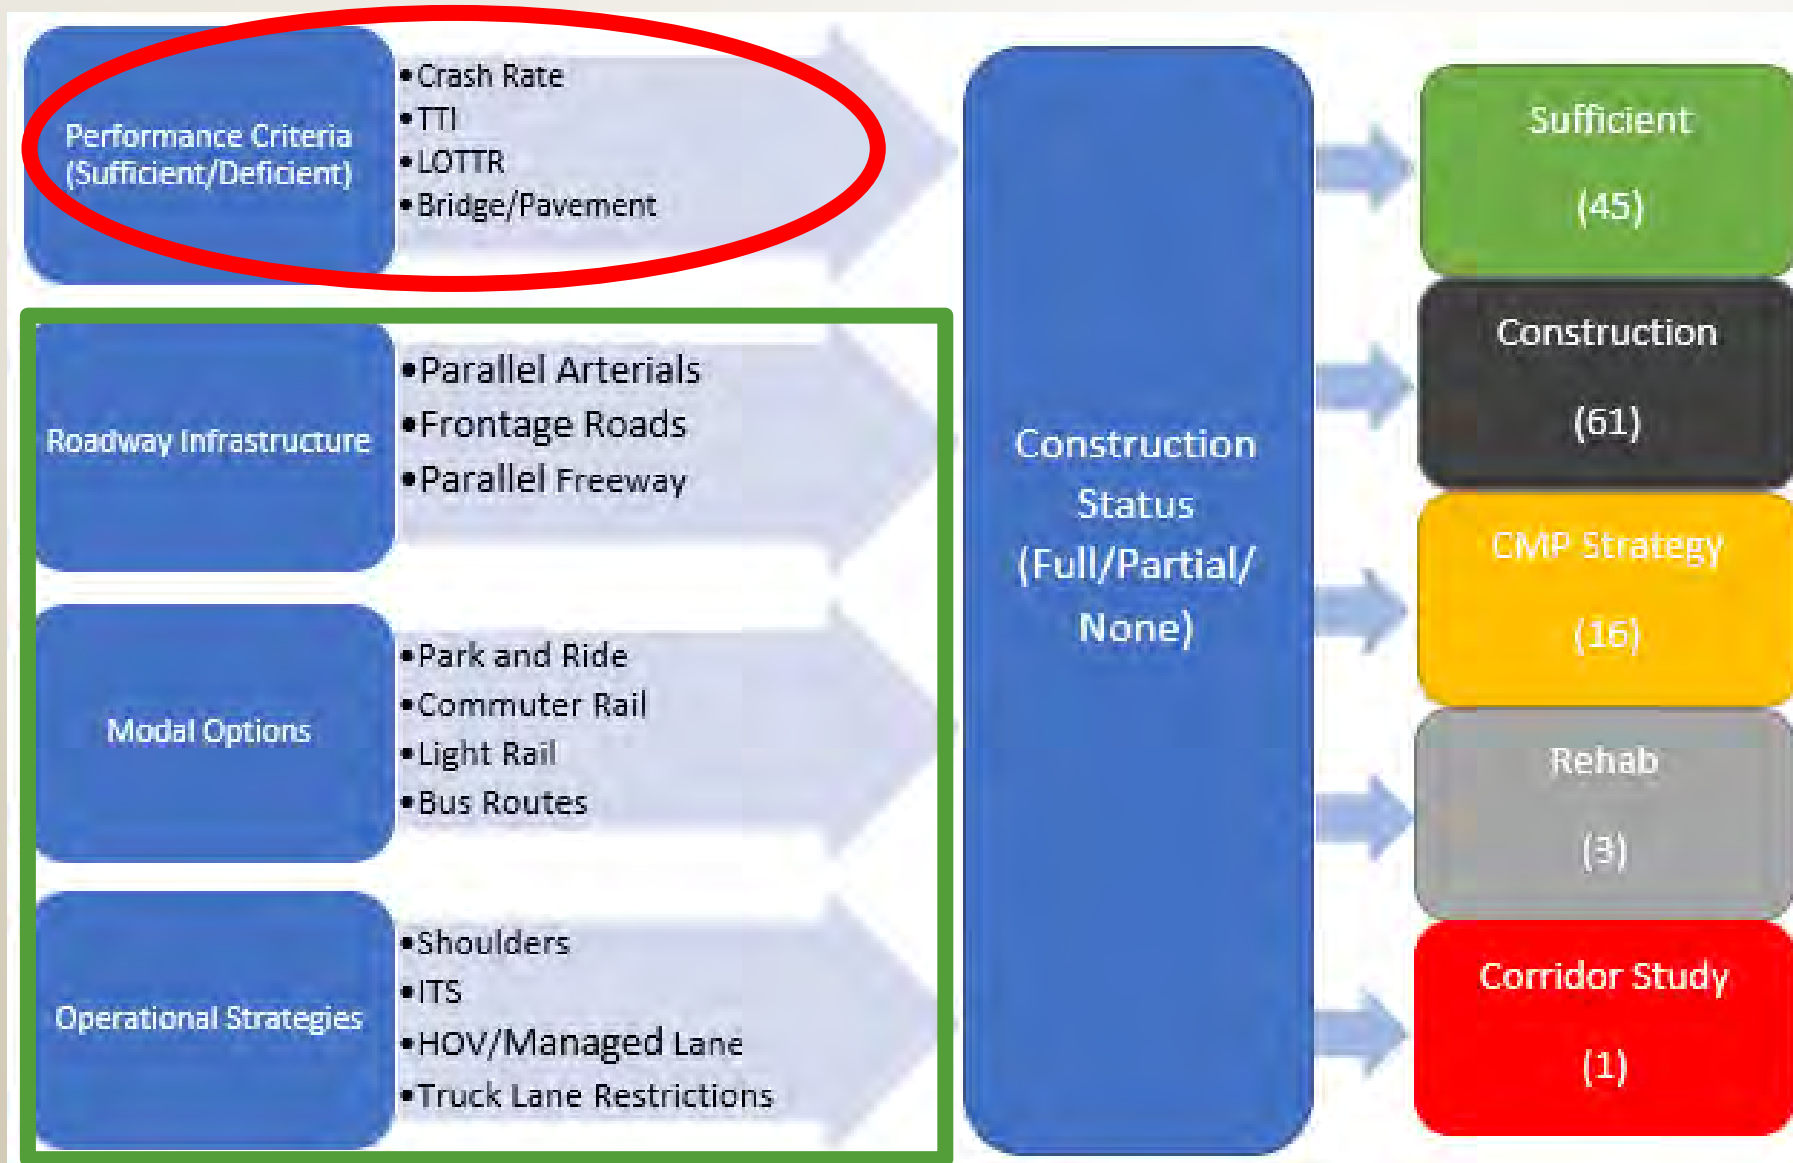 Performance Criteria
(Sufficient/Deficient)
•Crash Rate
•TTI
•LOTTR
•Bridge/Pavement
Roadway Infrastructure
•Parallel Arterials
•Frontage Roads
•Parallel Freeway
Modal Options
•Park and Ride
•Commuter Rail
•Light Rail
•Bus Routes
Operational Strategies
•Shoulders
•ITS
•HOV/Managed Lane
•Truck Lane Restrictions
Construction
Status
(Full/Partial/
None)
Sufficient
(45)
Construction
(61)
CMP Strategy
(16)
Rehab
(3)
Corridor Study
(1)